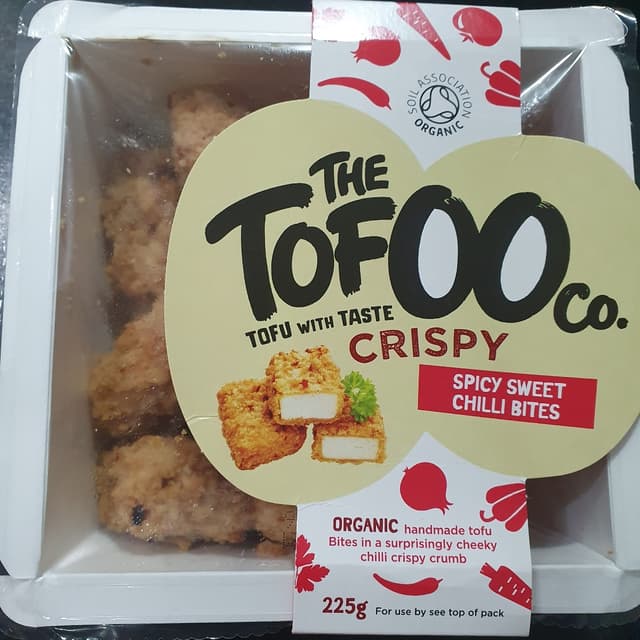 SOIL ASSOCIATION
ORGANIC
THE
TOFOO Co.
TOFU WITH TASTE
CRISPY
SPICY SWEET
CHILLI BITES
ORGANIC handmade tofu
Bites in a surprisingly cheeky
chilli crispy crumb
225g For use by see top of pack